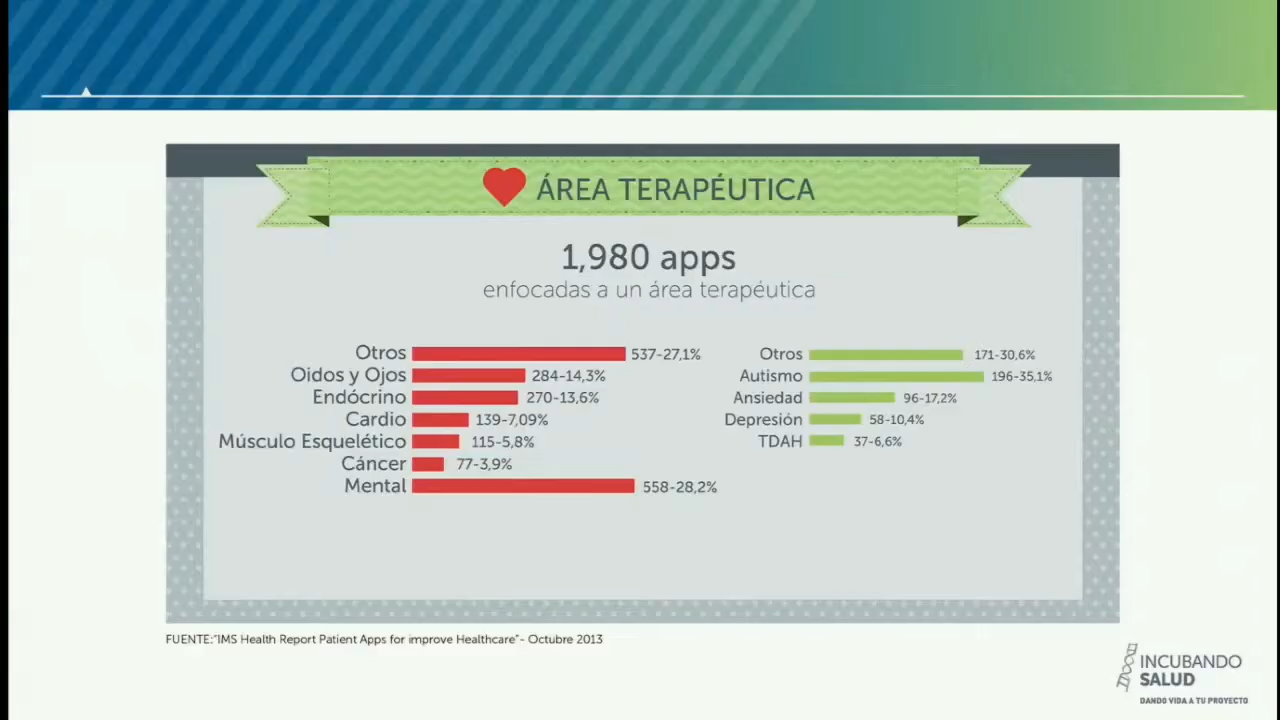 ÁREA TERAPÉUTICA
1,980 apps
enfocadas a un área terapéutica
Otros 537-27,1%
Oidos y Ojos 284-14,3%
Endócrino 270-13,6%
Cardio 139-7,09%
Músculo Esquelético 115-5,8%
Cáncer 77-3,9%
Mental 558-28,2%
Otros 171-30,6%
Autismo 196-35,1%
Ansiedad 96-17,2%
Depresión 58-10,4%
TDAH 37-6,6%
FUENTE:"IMS Health Report Patient Apps for improve Healthcare"- Octubre 2013
INCUBANDO
SALUD
DANDO VIDA A TU PROYECTO